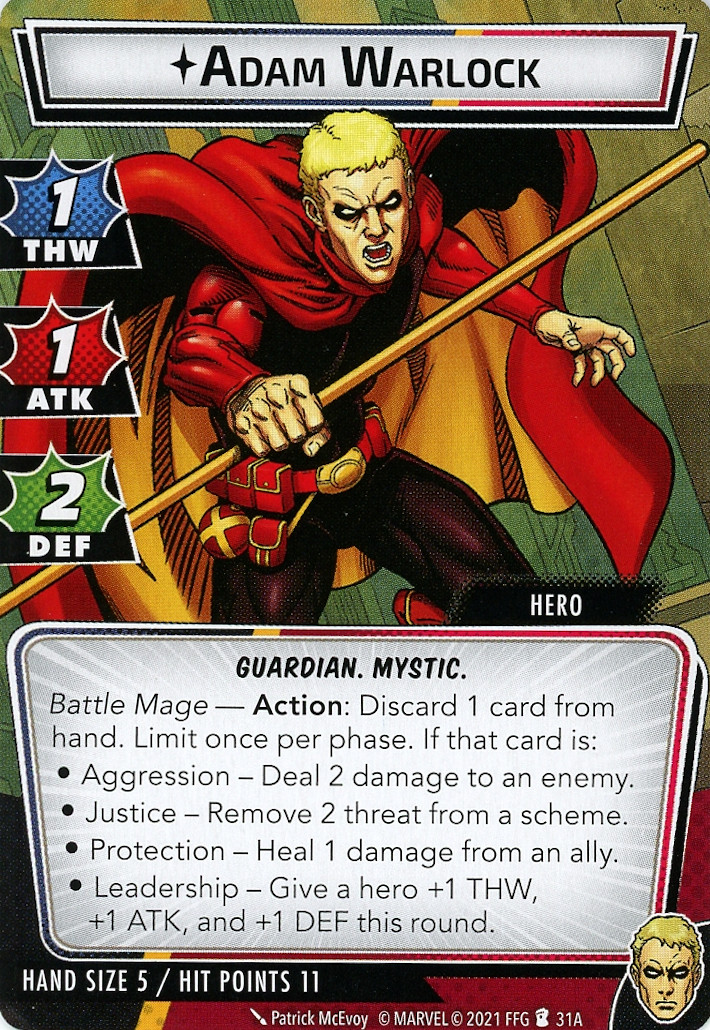 Adam Warlock
1
THW
1
ATK
2
DEF
HERO
GUARDIAN. MYSTIC.
Battle Mage — Action: Discard 1 card from
hand. Limit once per phase. If that card is:
• Aggression – Deal 2 damage to an enemy.
• Justice – Remove 2 threat from a scheme.
• Protection – Heal 1 damage from an ally.
• Leadership – Give a hero +1 THW,
+1 ATK, and +1 DEF this round.
HAND SIZE 5 / HIT POINTS 11
Patrick McEvoy © MARVEL © 2021 FFG 31A